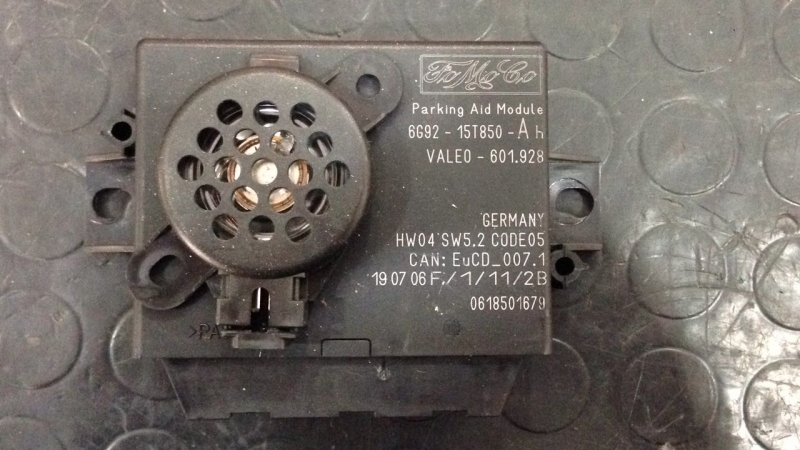 FoMoCo
Parking Aid Module
6G92 - 15T850 - A h
VALEO - 601.928
GERMANY
HW04 SW5.2 CODE05
CAN: EuCD_007.1
19 07 06 F./1/11/2B
0618501679
>PA